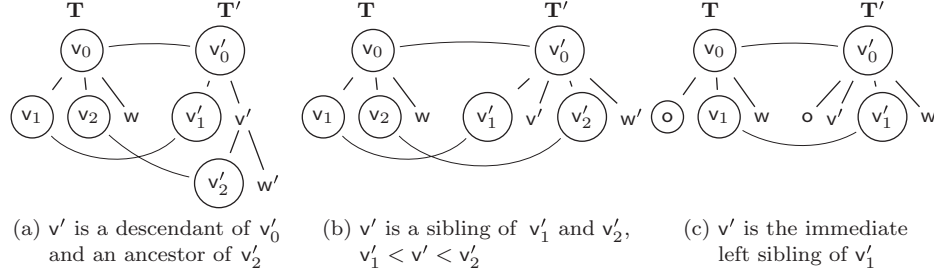 T T′ T T′ T T′
v₀ v′₀ v₀ v′₀ v₀ v′₀
v₁ v₂ w v′₁ v′ v₁ v₂ w v′₁ v′ v′₂ w′ o v₁ w o v′ v′₁ w
v′₂ w′
(a) v′ is a descendant of v′₀
and an ancestor of v′₂
(b) v′ is a sibling of v′₁ and v′₂,
v′₁ < v′ < v′₂
(c) v′ is the immediate
left sibling of v′₁